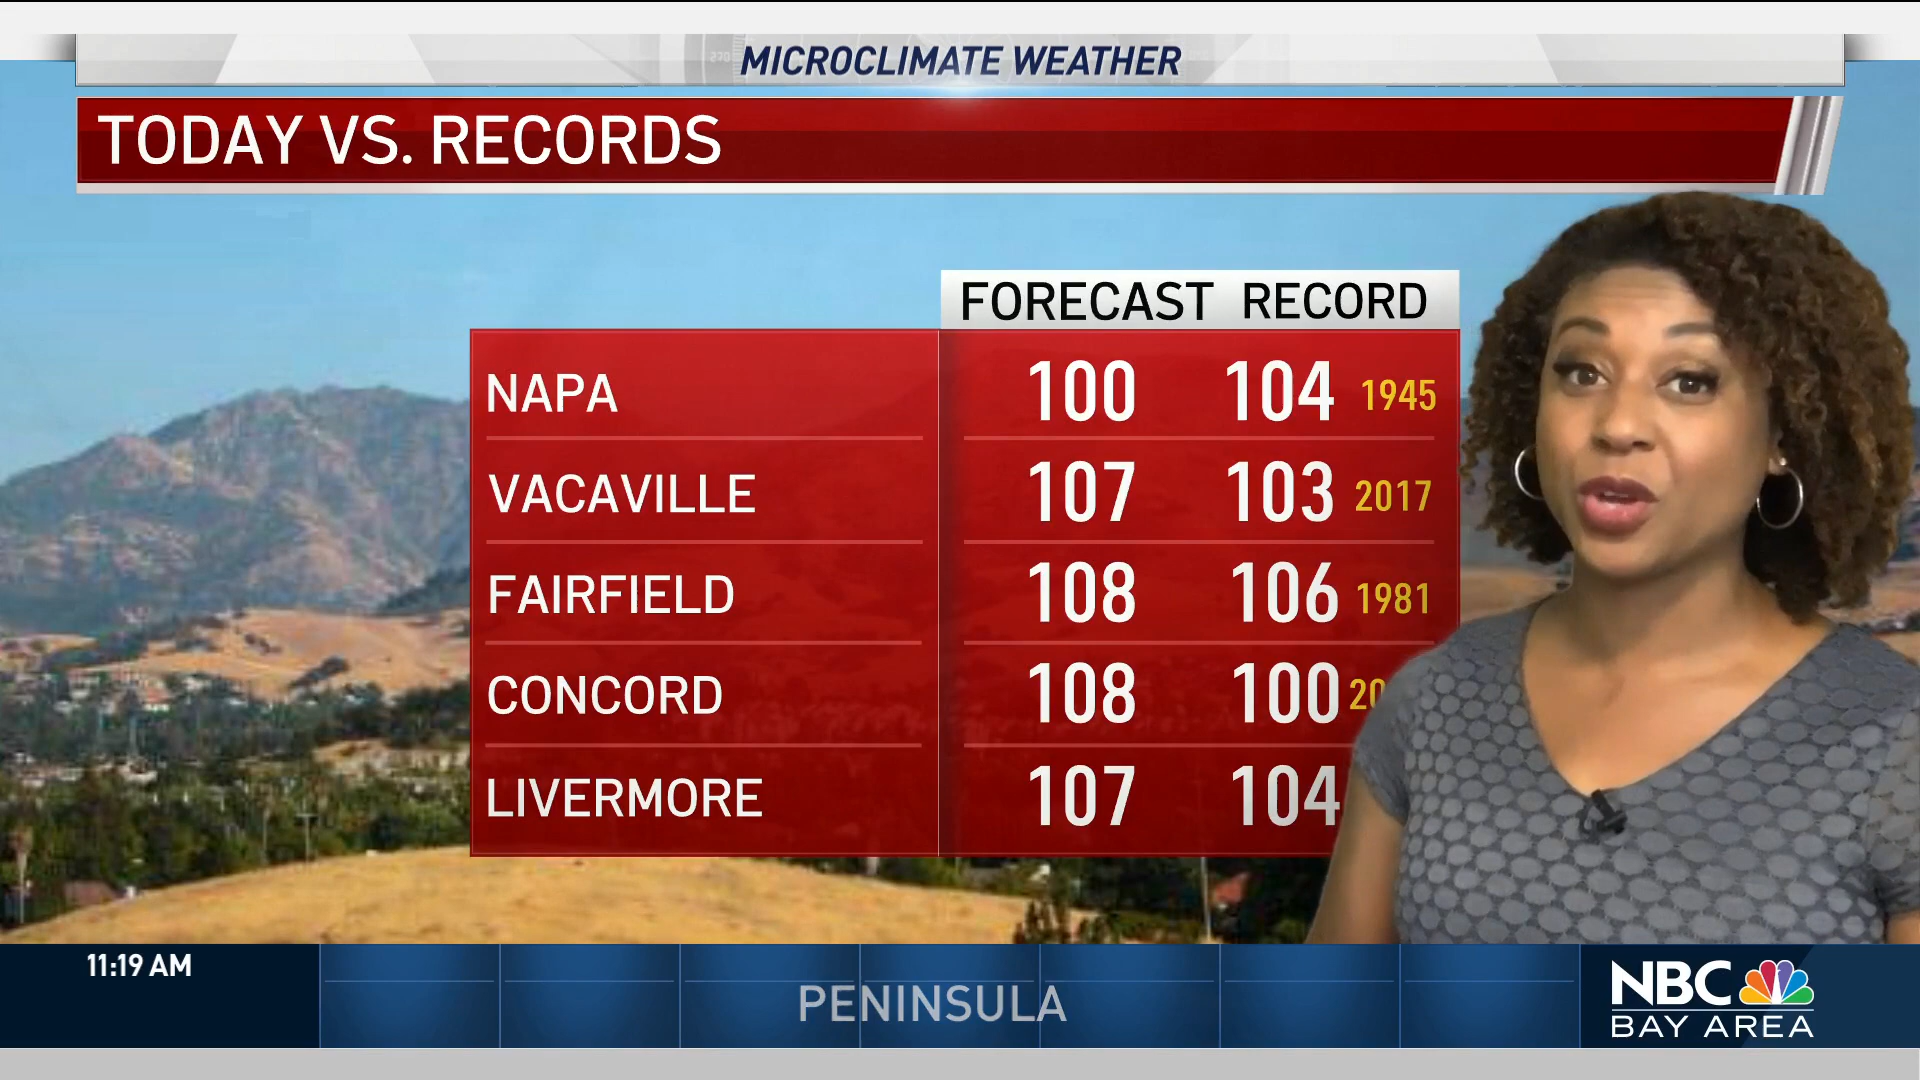 MICROCLIMATE WEATHER
TODAY VS. RECORDS
FORECAST RECORD
NAPA 100 104 1945
VACAVILLE 107 103 2017
FAIRFIELD 108 106 1981
CONCORD 108 100
LIVERMORE 107 104
11:19 AM
PENINSULA
NBC
BAY AREA